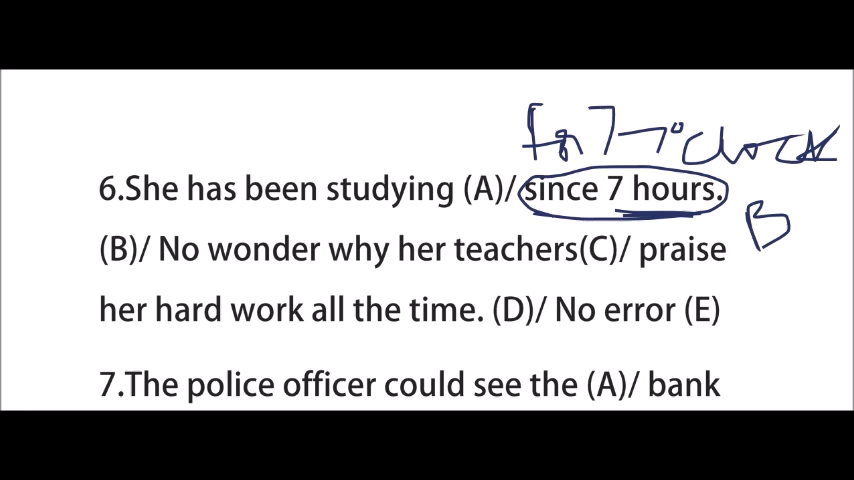 for 7 7°clock
6.She has been studying (A)/ since 7 hours.
B
(B)/ No wonder why her teachers(C)/ praise
her hard work all the time. (D)/ No error (E)
7.The police officer could see the (A)/ bank